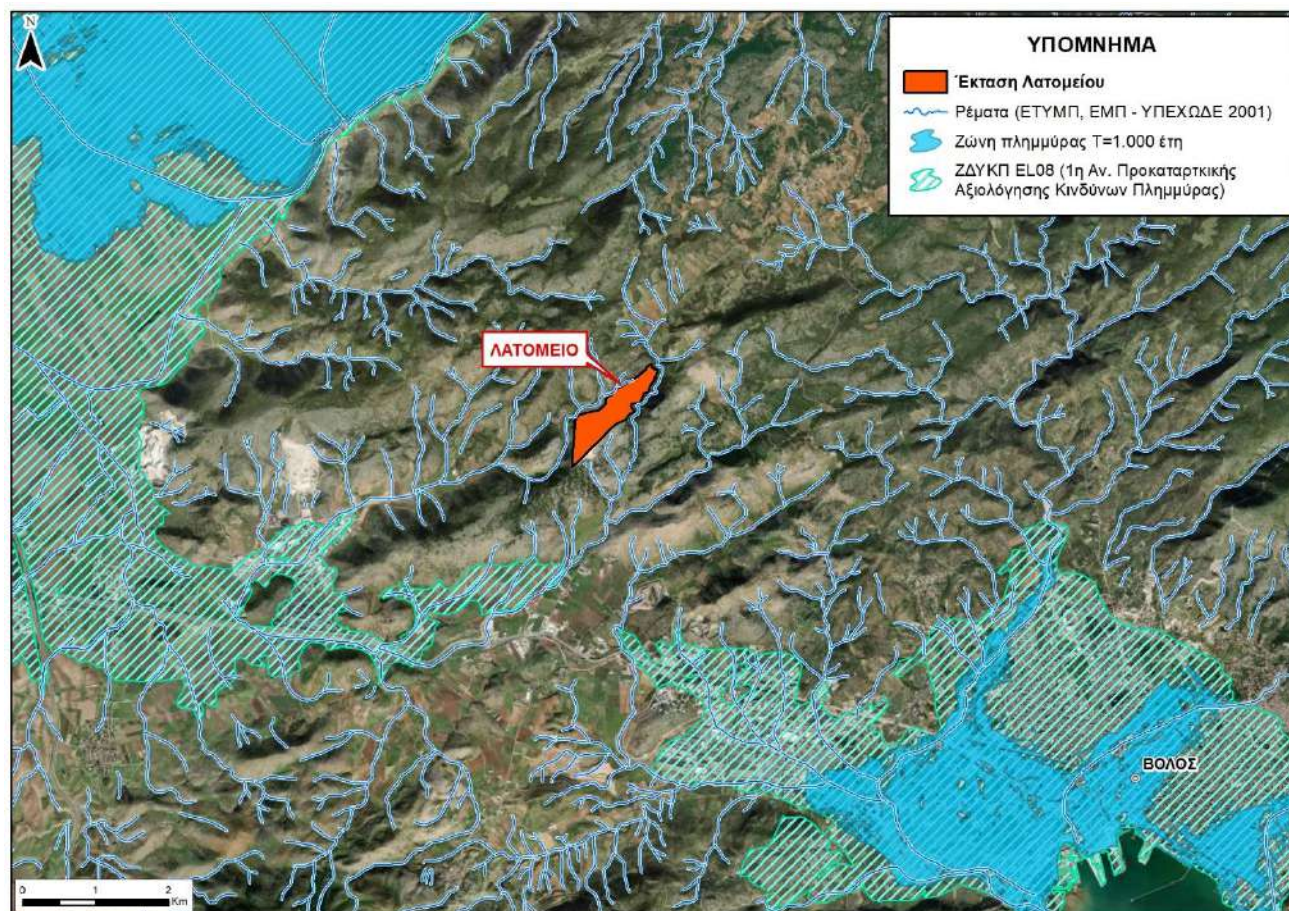 N
ΥΠΟΜΝΗΜΑ
Έκταση Λατομείου
Ρέματα (ΕΤΥΜΠ, ΕΜΠ - ΥΠΕΧΩΔΕ 2001)
Ζώνη πλημμύρας Τ=1.000 έτη
ΖΔΥΚΠ EL08 (1η Αν. Προκαταρκτικής
Αξιολόγησης Κινδύνων Πλημμύρας)
ΛΑΤΟΜΕΙΟ
ΒΟΛΟΣ
0 1 2
Km